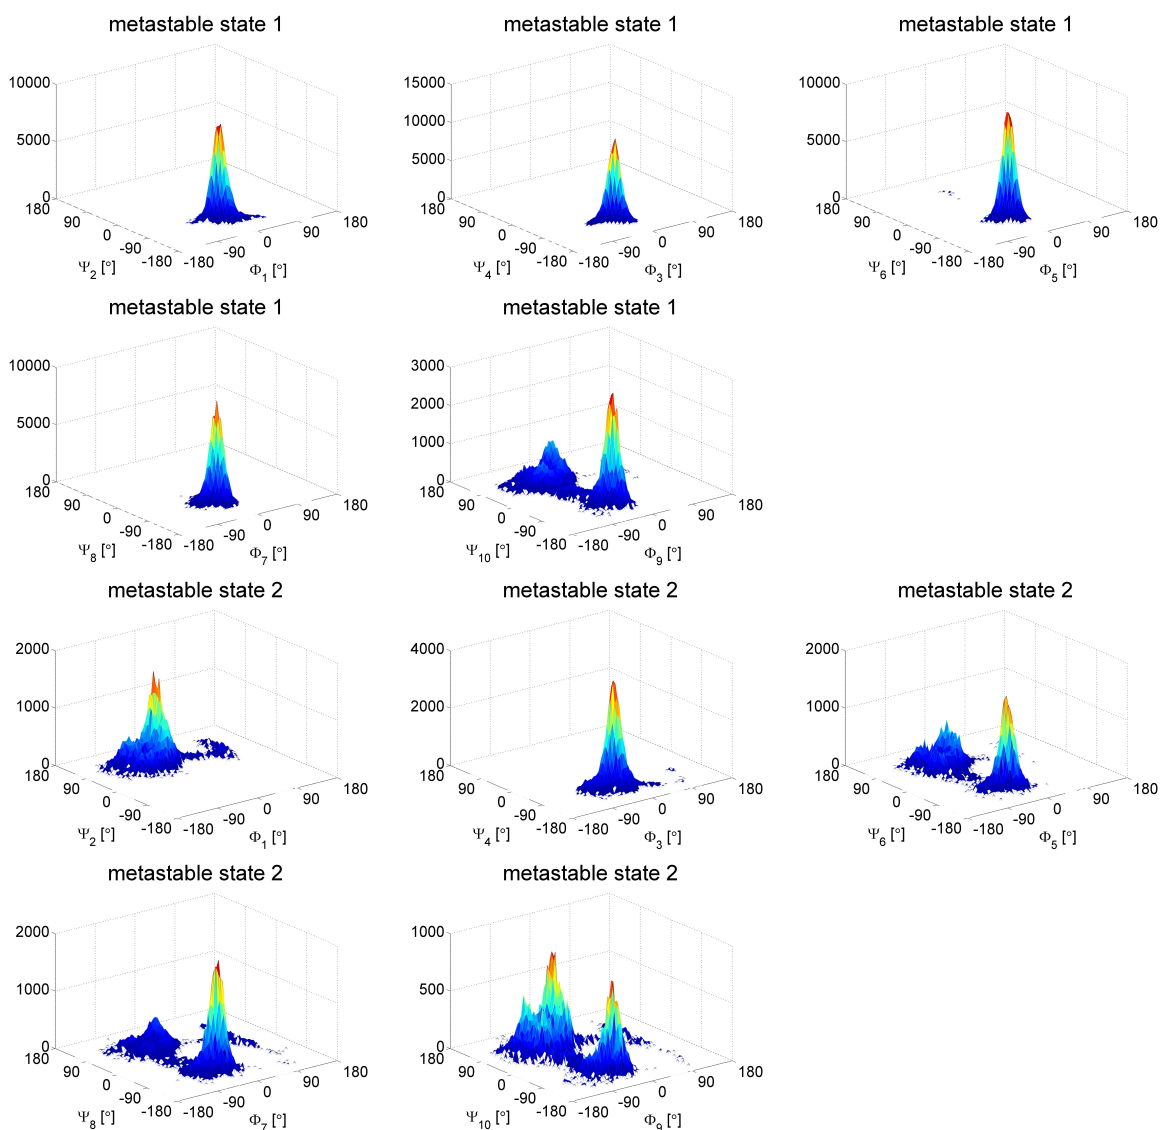 metastable state 1 metastable state 1 metastable state 1
10000 15000 10000
10000
5000 5000 5000
0 0 0
180 90 0 -90 -180 180 90 0 -90 -180 180 90 0 -90 -180
-180 -90 0 90 180 -180 -90 0 90 180 -180 -90 0 90 180
Ψ2 [°] Φ1 [°] Ψ4 [°] Φ3 [°] Ψ6 [°] Φ5 [°]
metastable state 1 metastable state 1
10000 3000
2000
5000 1000
0 0
180 90 0 -90 -180 180 90 0 -90 -180
-180 -90 0 90 180 -180 -90 0 90 180
Ψ8 [°] Φ7 [°] Ψ10 [°] Φ9 [°]
metastable state 2 metastable state 2 metastable state 2
2000 4000 2000
1000 2000 1000
0 0 0
180 90 0 -90 -180 180 90 0 -90 -180 180 90 0 -90 -180
-180 -90 0 90 180 -180 -90 0 90 180 -180 -90 0 90 180
Ψ2 [°] Φ1 [°] Ψ4 [°] Φ3 [°] Ψ6 [°] Φ5 [°]
metastable state 2 metastable state 2
2000 1000
1000 500
0 0
180 90 0 -90 -180 180 90 0 -90 -180
-180 -90 0 90 180 -180 -90 0 90 180
Ψ8 [°] Φ7 [°] Ψ10 [°] Φ9 [°]